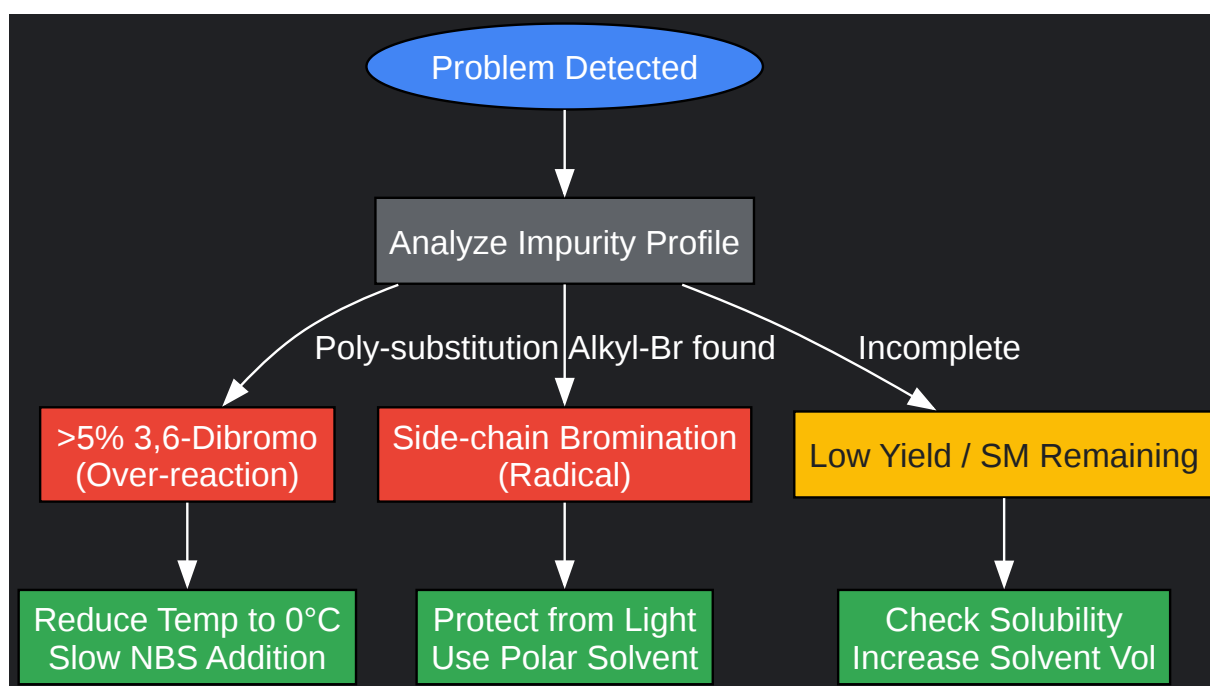 Problem Detected
Analyze Impurity Profile
Poly-substitution
Alkyl-Br found
Incomplete
>5% 3,6-Dibromo
(Over-reaction)
Side-chain Bromination
(Radical)
Low Yield / SM Remaining
Reduce Temp to 0°C
Slow NBS Addition
Protect from Light
Use Polar Solvent
Check Solubility
Increase Solvent Vol